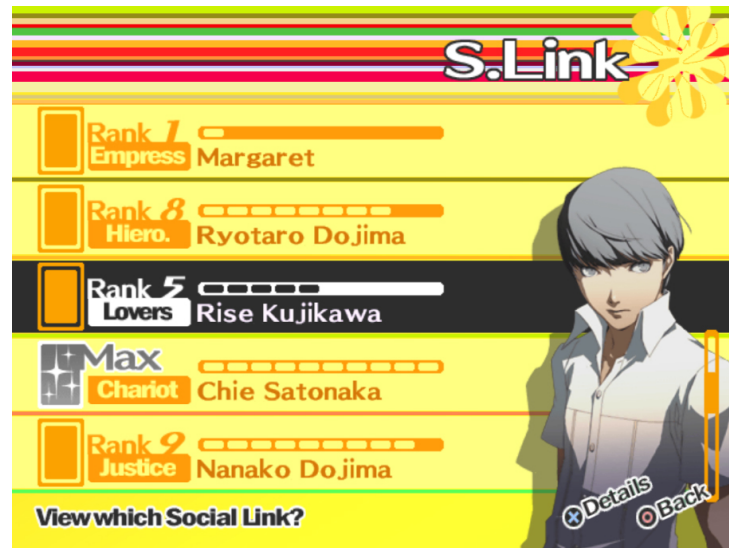 S.Link
Rank 1
Empress Margaret
Rank 8
Hiero. Ryotaro Dojima
Rank 5
Lovers Rise Kujikawa
Max
Chariot Chie Satonaka
Rank 9
Justice Nanako Dojima
View which Social Link?
Details
Back